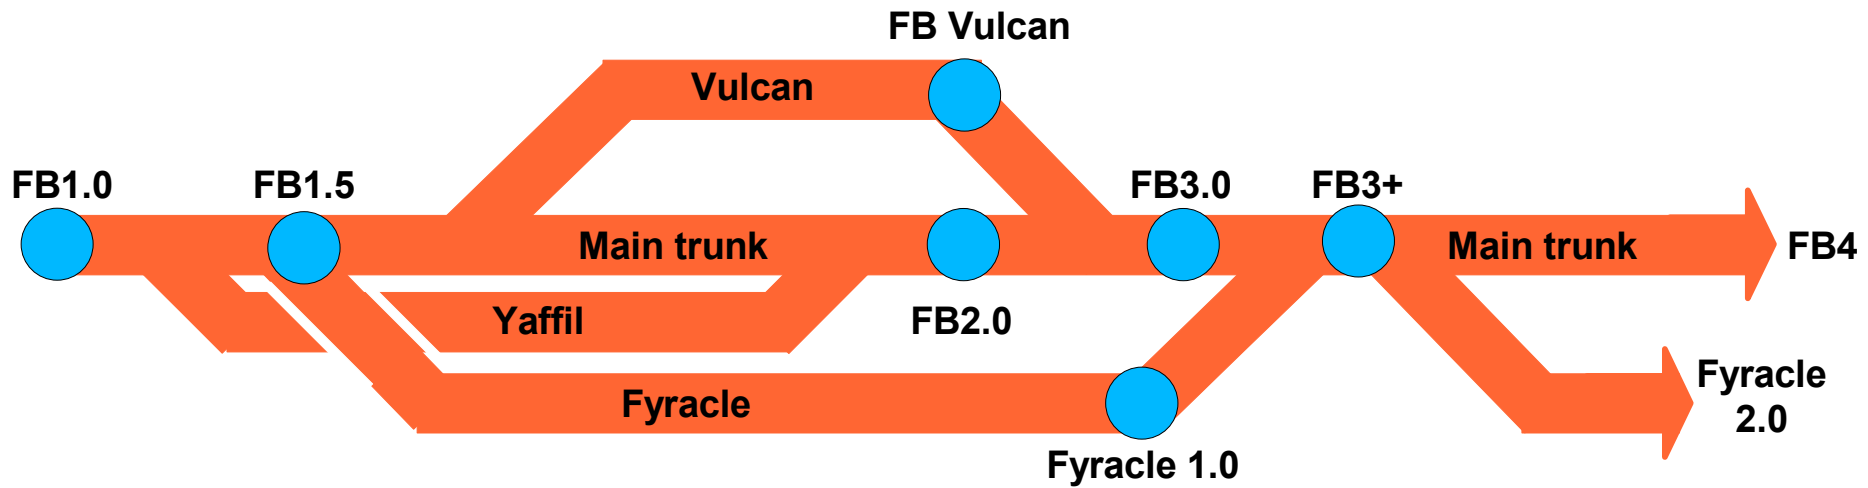 FB Vulcan
Vulcan
FB1.0
FB1.5
FB3.0
FB3+
Main trunk
Main trunk
FB4
Yaffil
FB2.0
Fyracle
Fyracle
2.0
Fyracle 1.0